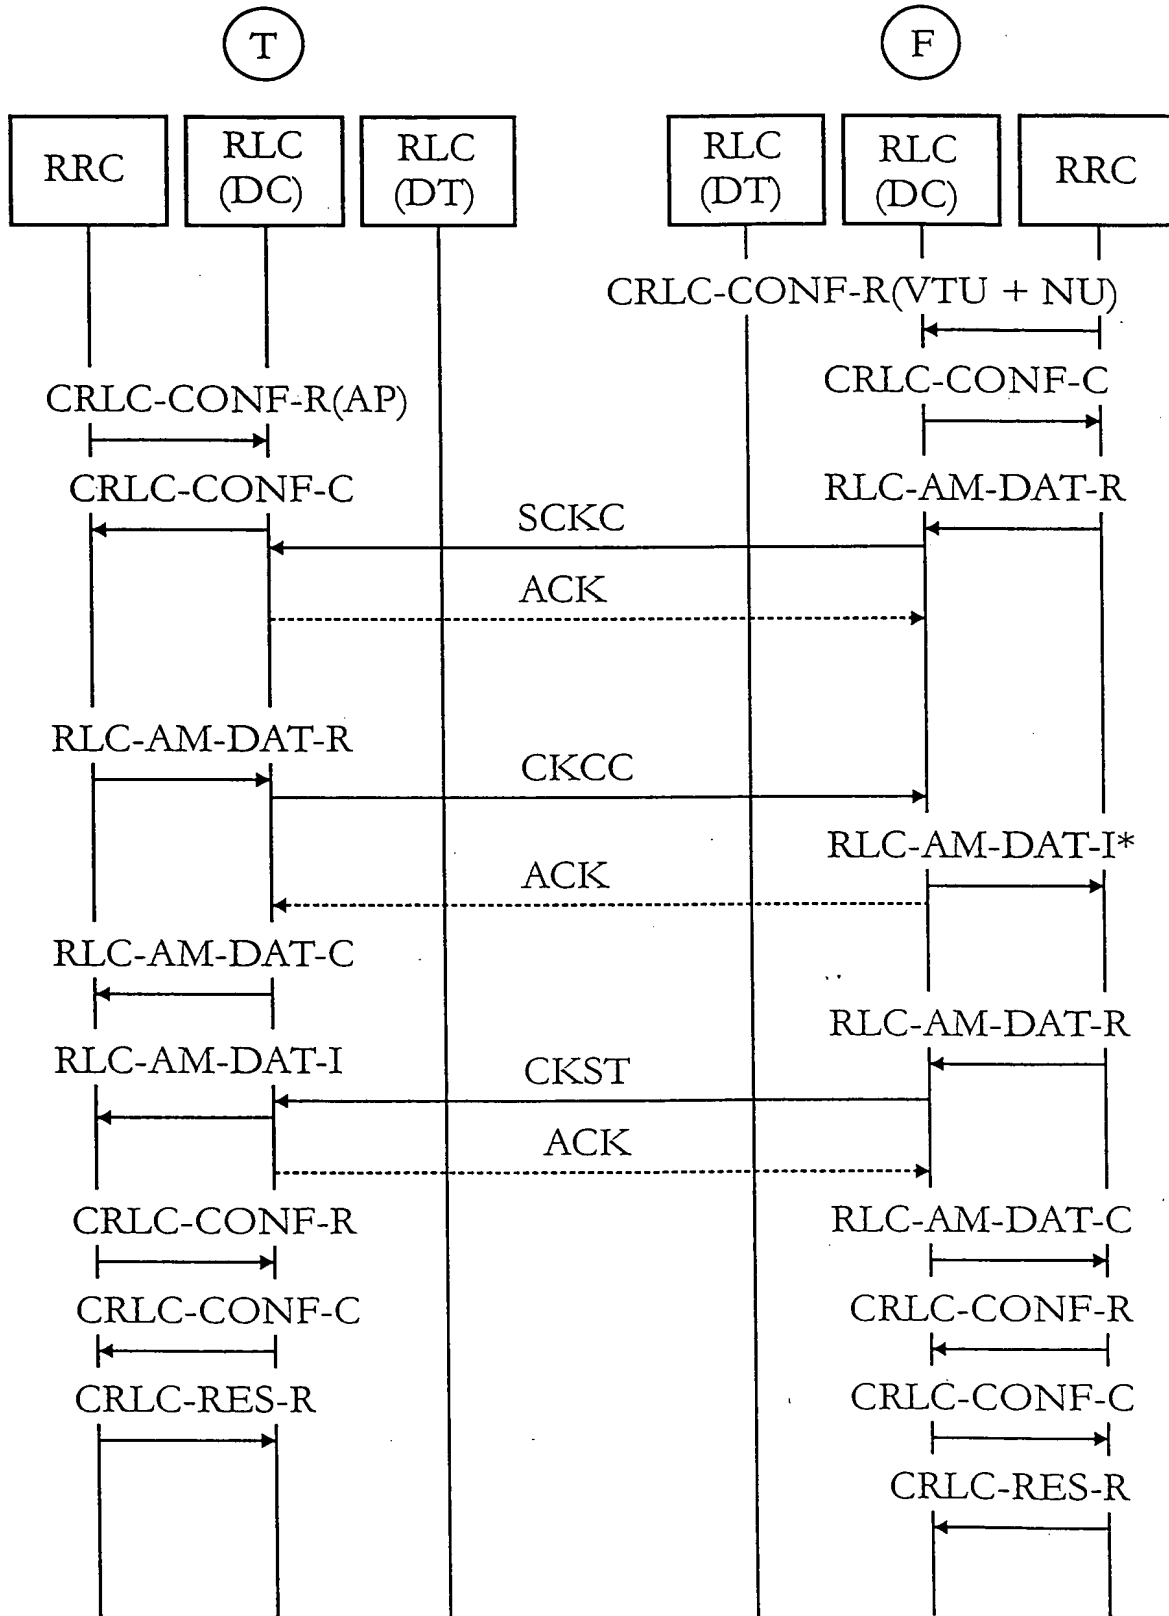 T
F
RRC
RLC
(DC)
RLC
(DT)
RLC
(DT)
RLC
(DC)
RRC
CRLC-CONF-R(VTU + NU)
CRLC-CONF-R(AP)
CRLC-CONF-C
CRLC-CONF-C
SCKC
RLC-AM-DAT-R
ACK
RLC-AM-DAT-R
CKCC
RLC-AM-DAT-I*
ACK
RLC-AM-DAT-C
RLC-AM-DAT-R
RLC-AM-DAT-I
CKST
ACK
CRLC-CONF-R
RLC-AM-DAT-C
CRLC-CONF-C
CRLC-CONF-R
CRLC-RES-R
CRLC-CONF-C
CRLC-RES-R